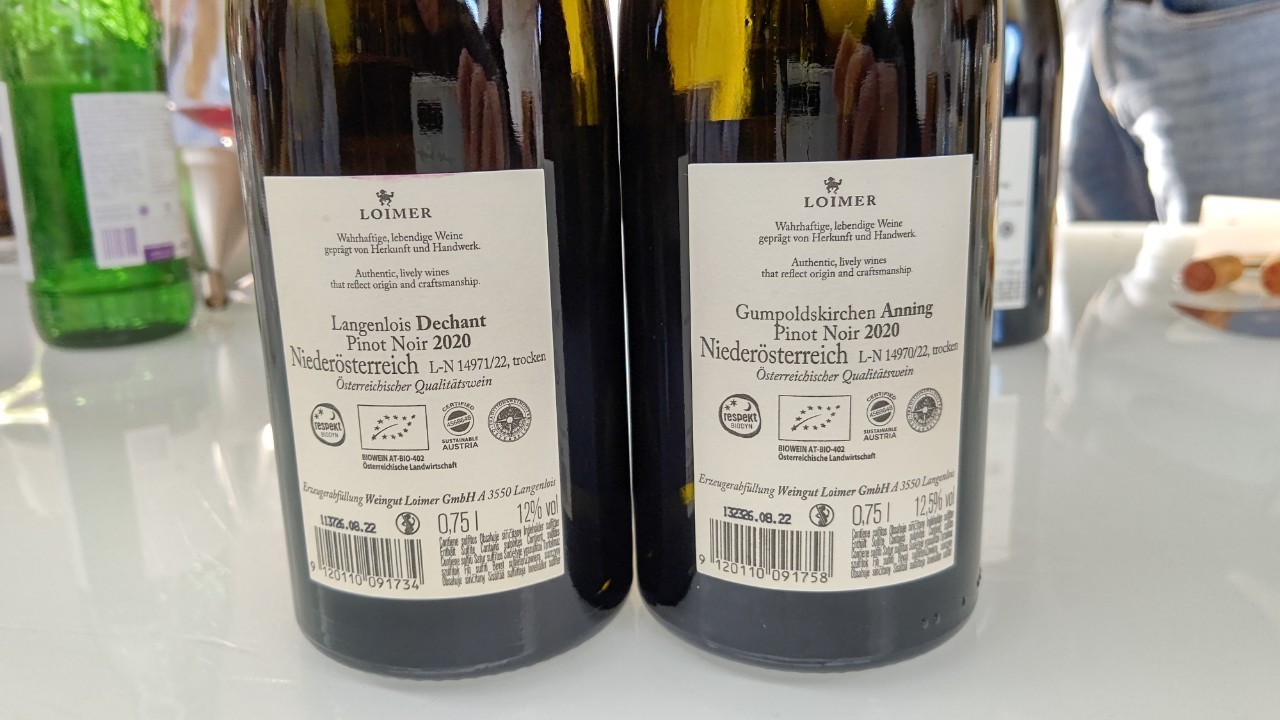 LOIMER
Wahrhaftige, lebendige Weine
geprägt von Herkunft und Handwerk.
Authentic, lively wines
that reflect origin and craftsmanship.
Langenlois Dechant
Pinot Noir 2020
Niederösterreich L-N 14971/22, trocken
Österreichischer Qualitätswein
respekt
BIODYN
CERTIFIED
SUSTAINABLE
AUSTRIA
BIOWEIN AT-BIO-402
Österreichische Landwirtschaft
Erzeugerabfüllung Weingut Loimer GmbH A 3550 Langenlois
26.08.22
0,75 l
12% vol
9 120110 091734
LOIMER
Wahrhaftige, lebendige Weine
geprägt von Herkunft und Handwerk.
Authentic, lively wines
that reflect origin and craftsmanship.
Gumpoldskirchen Anning
Pinot Noir 2020
Niederösterreich L-N 14970/22, trocken
Österreichischer Qualitätswein
respekt
BIODYN
CERTIFIED
SUSTAINABLE
AUSTRIA
BIOWEIN AT-BIO-402
Österreichische Landwirtschaft
Erzeugerabfüllung Weingut Loimer GmbH A 3550 Langenlois
26.08.22
0,75 l
12,5% vol
9 120110 091758